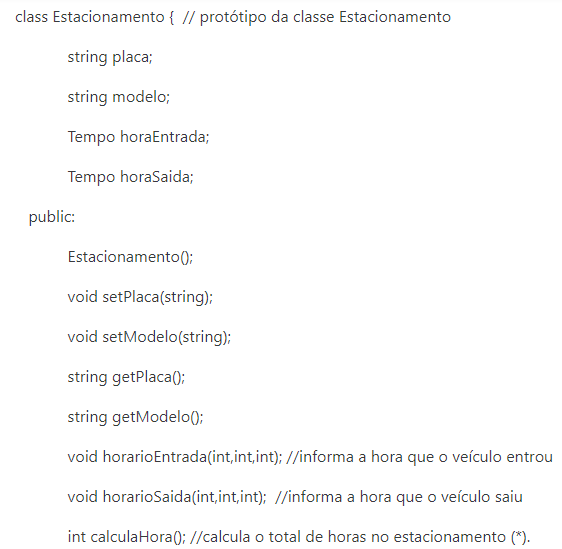 class Estacionamento {  // protótipo da classe Estacionamento
string placa;
string modelo;
Tempo horaEntrada;
Tempo horaSaida;
public:
Estacionamento();
void setPlaca(string);
void setModelo(string);
string getPlaca();
string getModelo();
void horarioEntrada(int,int,int); //informa a hora que o veículo entrou
void horarioSaida(int,int,int);  //informa a hora que o veículo saiu
int calculaHora(); //calcula o total de horas no estacionamento (*).